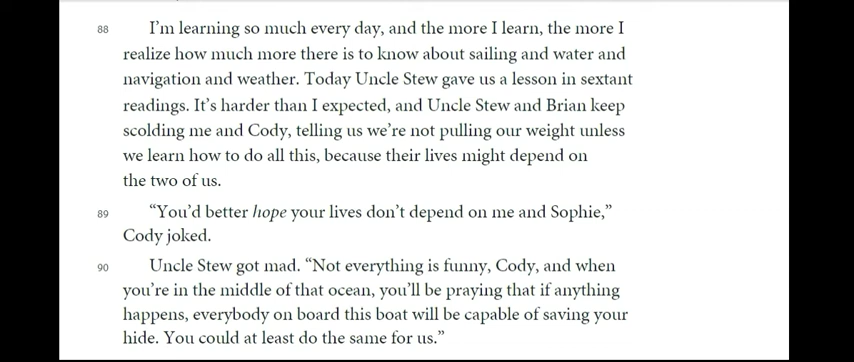 88 I'm learning so much every day, and the more I learn, the more I
realize how much more there is to know about sailing and water and
navigation and weather. Today Uncle Stew gave us a lesson in sextant
readings. It's harder than I expected, and Uncle Stew and Brian keep
scolding me and Cody, telling us we're not pulling our weight unless
we learn how to do all this, because their lives might depend on
the two of us.
89 “You'd better hope your lives don't depend on me and Sophie,”
Cody joked.
90 Uncle Stew got mad. “Not everything is funny, Cody, and when
you're in the middle of that ocean, you'll be praying that if anything
happens, everybody on board this boat will be capable of saving your
hide. You could at least do the same for us.”